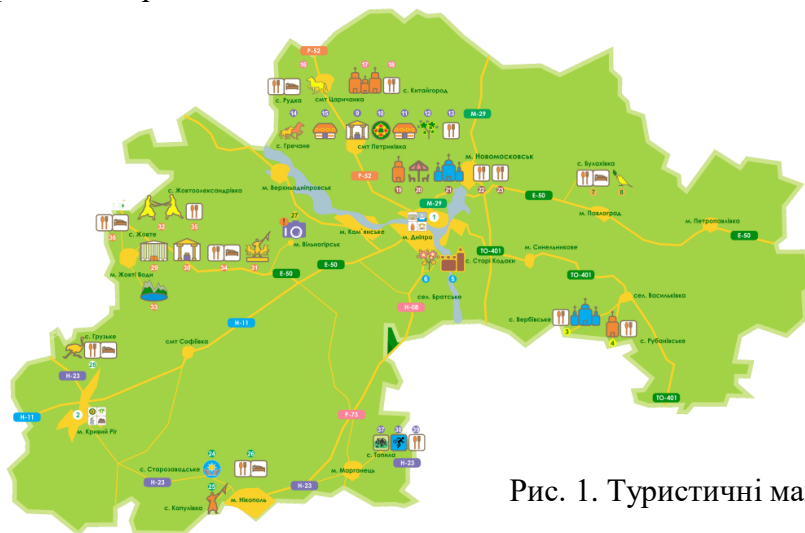 Р-52
16
17
18
с. Рудка
смт Царичанка
с. Китайгород
14
15
9
10
11
12
13
М-29
с. Гречане
смт Петриківка
м. Новомосковськ
с. Булахівка
Р-52
19
20
21
22
23
7
8
с. Жовтоолександрівка
м. Верхньодніпровськ
Е-50
М-29
м. Павлоград
м. Петропавлівка
32
35
27
1
36
с. Жовте
м. Вільногірськ
м. Кам`янське
м. Дніпро
Е-50
29
30
34
31
м. Жовті Води
Е-50
Е-50
с. Старі Кодаки
ТО-401
м. Синельникове
6
5
ТО-401
33
сел. Братське
сел. Васильківка
Н-08
с. Вербівське
3
4
с. Рубанівське
Н-11
с. Грузьке
28
смт Софіївка
Н-23
ТО-401
Н-11
2
м. Кривий Ріг
Р-73
37
38
39
24
26
с. Тапила
с. Старозаводське
м. Марганець
Н-23
Н-23
25
с. Капулівка
м. Нікополь
Н-23
Рис. 1. Туристичні ма